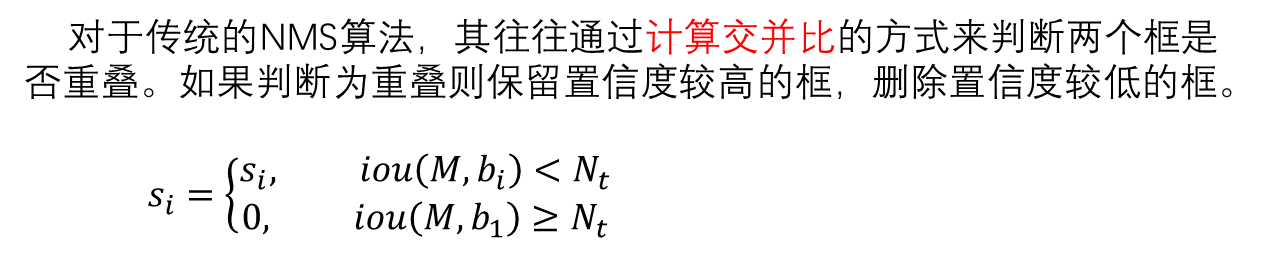 对于传统的NMS算法，其往往通过计算交并比的方式来判断两个框是
否重叠。如果判断为重叠则保留置信度较高的框，删除置信度较低的框。
s_i = { s_i, iou(M, b_i) < N_t
0, iou(M, b_1) ≥ N_t